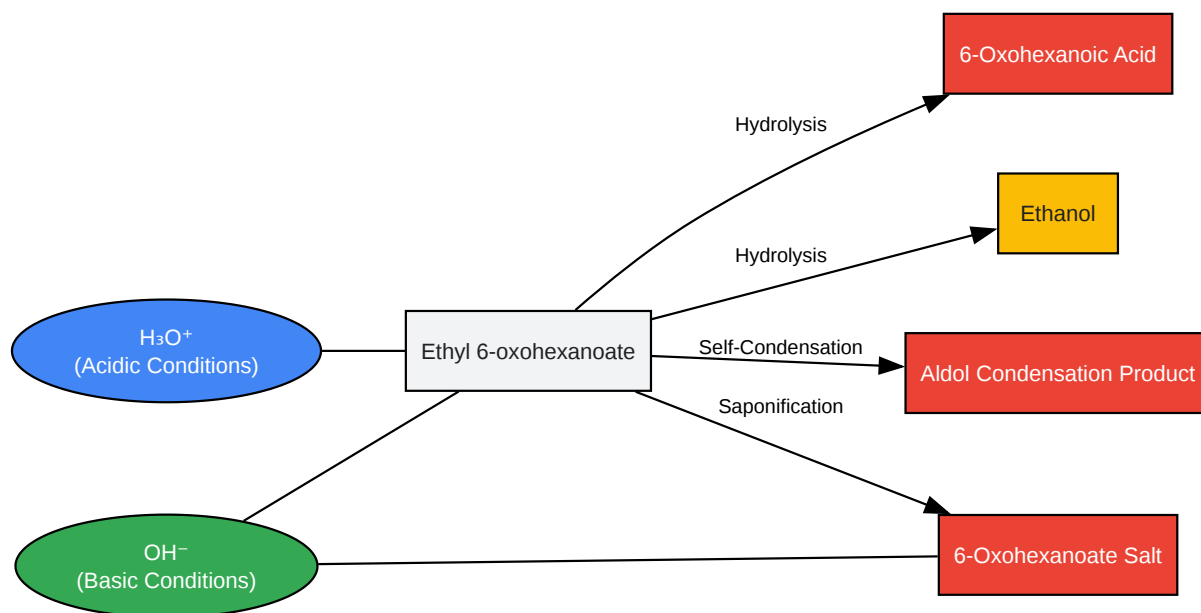 6-Oxohexanoic Acid
Hydrolysis
Ethanol
Hydrolysis
H₃O⁺
(Acidic Conditions)
Ethyl 6-oxohexanoate
Self-Condensation
Aldol Condensation Product
Saponification
OH⁻
(Basic Conditions)
6-Oxohexanoate Salt